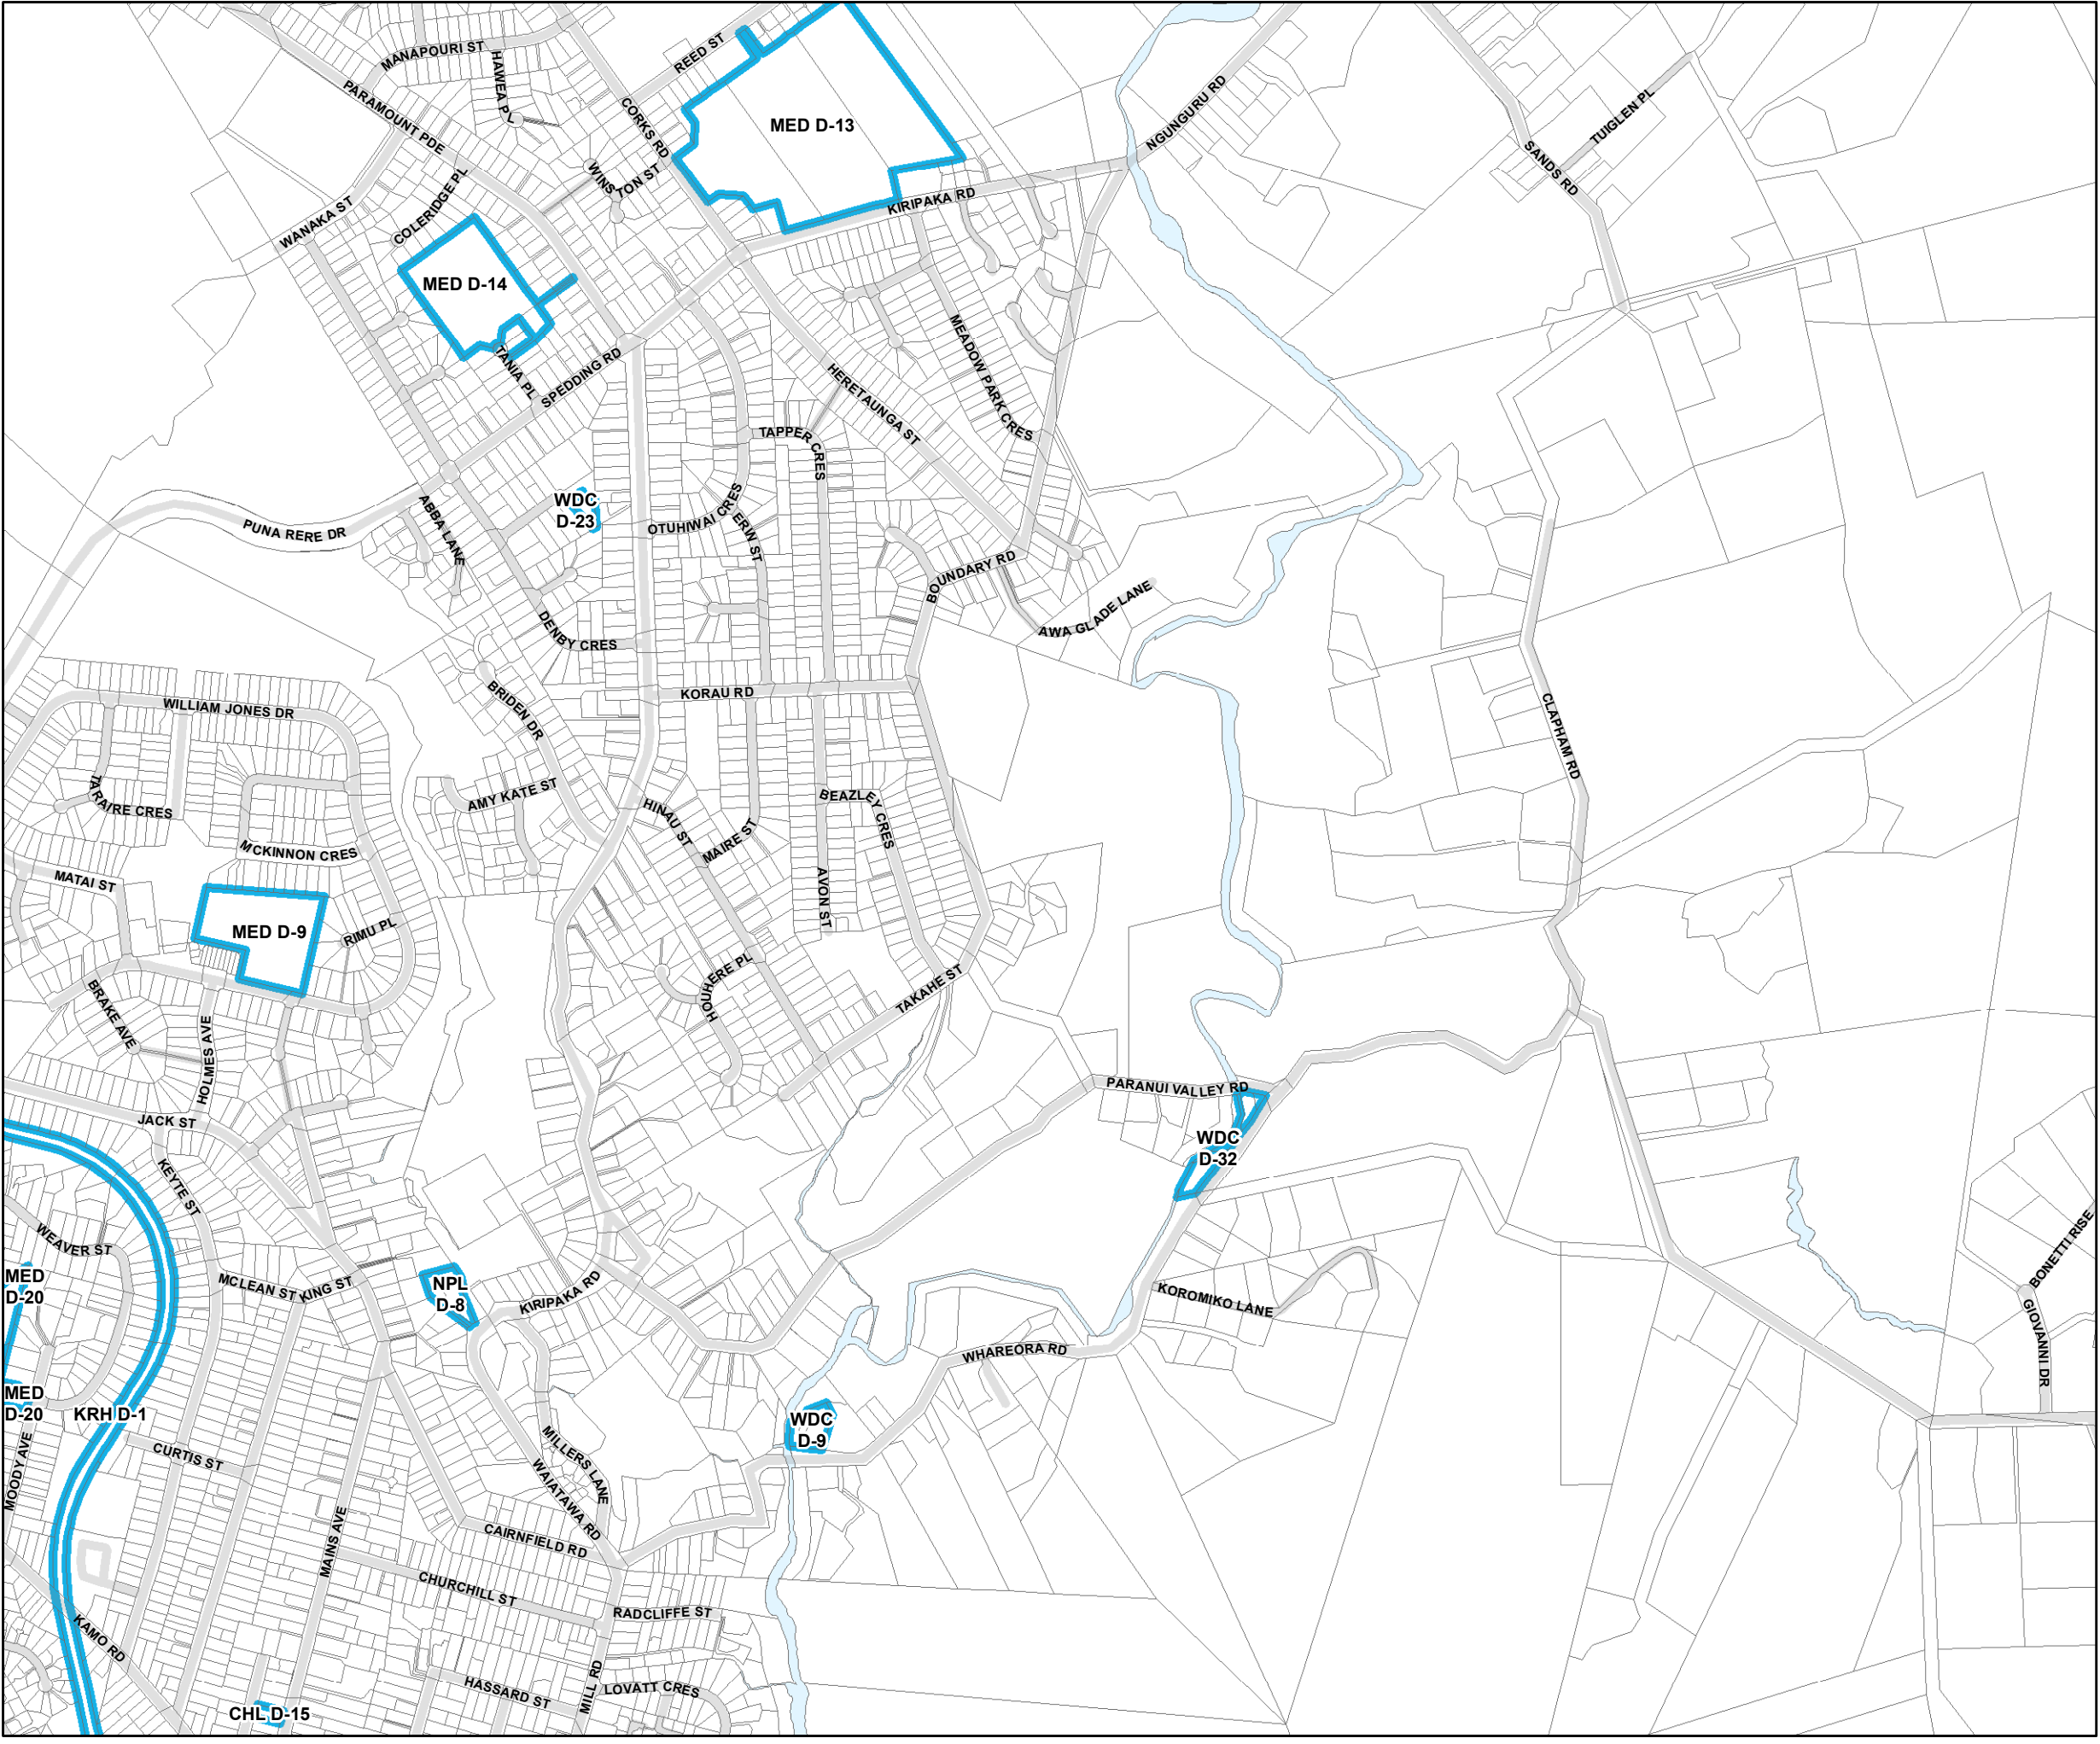 MANAPOURI ST
HAWEA PL
REED ST
PARAMOUNT PDE
CORKS RD
MED D-13
NGUNGURU RD
TUIGLEN PL
SANDS RD
WINSTON ST
COLERIDGE PL
WANAKA ST
KIRIPAKA RD
MED D-14
TANIA PL
SPEDDING RD
MEADOW PARK CRES
HERETAUNGA ST
TAPPER CRES
WDC
D-23
OTUHIWAI CRES
ERIN ST
ABBA LANE
PUNA RERE DR
BOUNDARY RD
AWA GLADE LANE
DENBY CRES
KORAU RD
BRIDEN DR
WILLIAM JONES DR
CLAPHAM RD
TARAIRE CRES
AMY KATE ST
HINAU ST
MAIRE ST
BEAZLEY CRES
MCKINNON CRES
MATAI ST
AVON ST
MED D-9
RIMU PL
HOUHERE PL
TAKAHE ST
BRAKE AVE
HOLMES AVE
PARANUI VALLEY RD
JACK ST
WDC
D-32
KEYTE ST
WEAVER ST
MED
D-20
MCLEAN ST
KING ST
NPL
D-8
KIRIPAKA RD
KOROMIKO LANE
BONETTI RISE
GIOVANNI DR
WHAREORA RD
MED
D-20
KRH D-1
WDC
D-9
MOODY AVE
CURTIS ST
MILLERS LANE
WAIATAWA RD
MAINS AVE
CAIRNFIELD RD
CHURCHILL ST
RADCLIFFE ST
KAMO RD
HASSARD ST
MILL RD
LOVATT CRES
CHL D-15